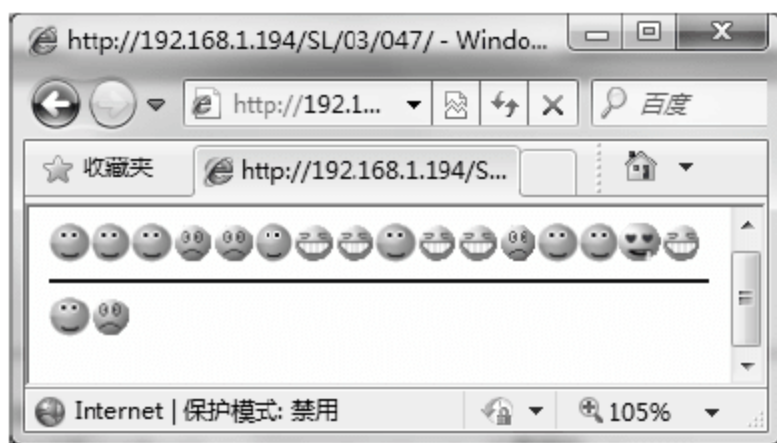 http://192.168.1.194/SL/03/047/ - Windo...
http://192.1... 百度
收藏夹 http://192.168.1.194/S...
Internet | 保护模式: 禁用 105%